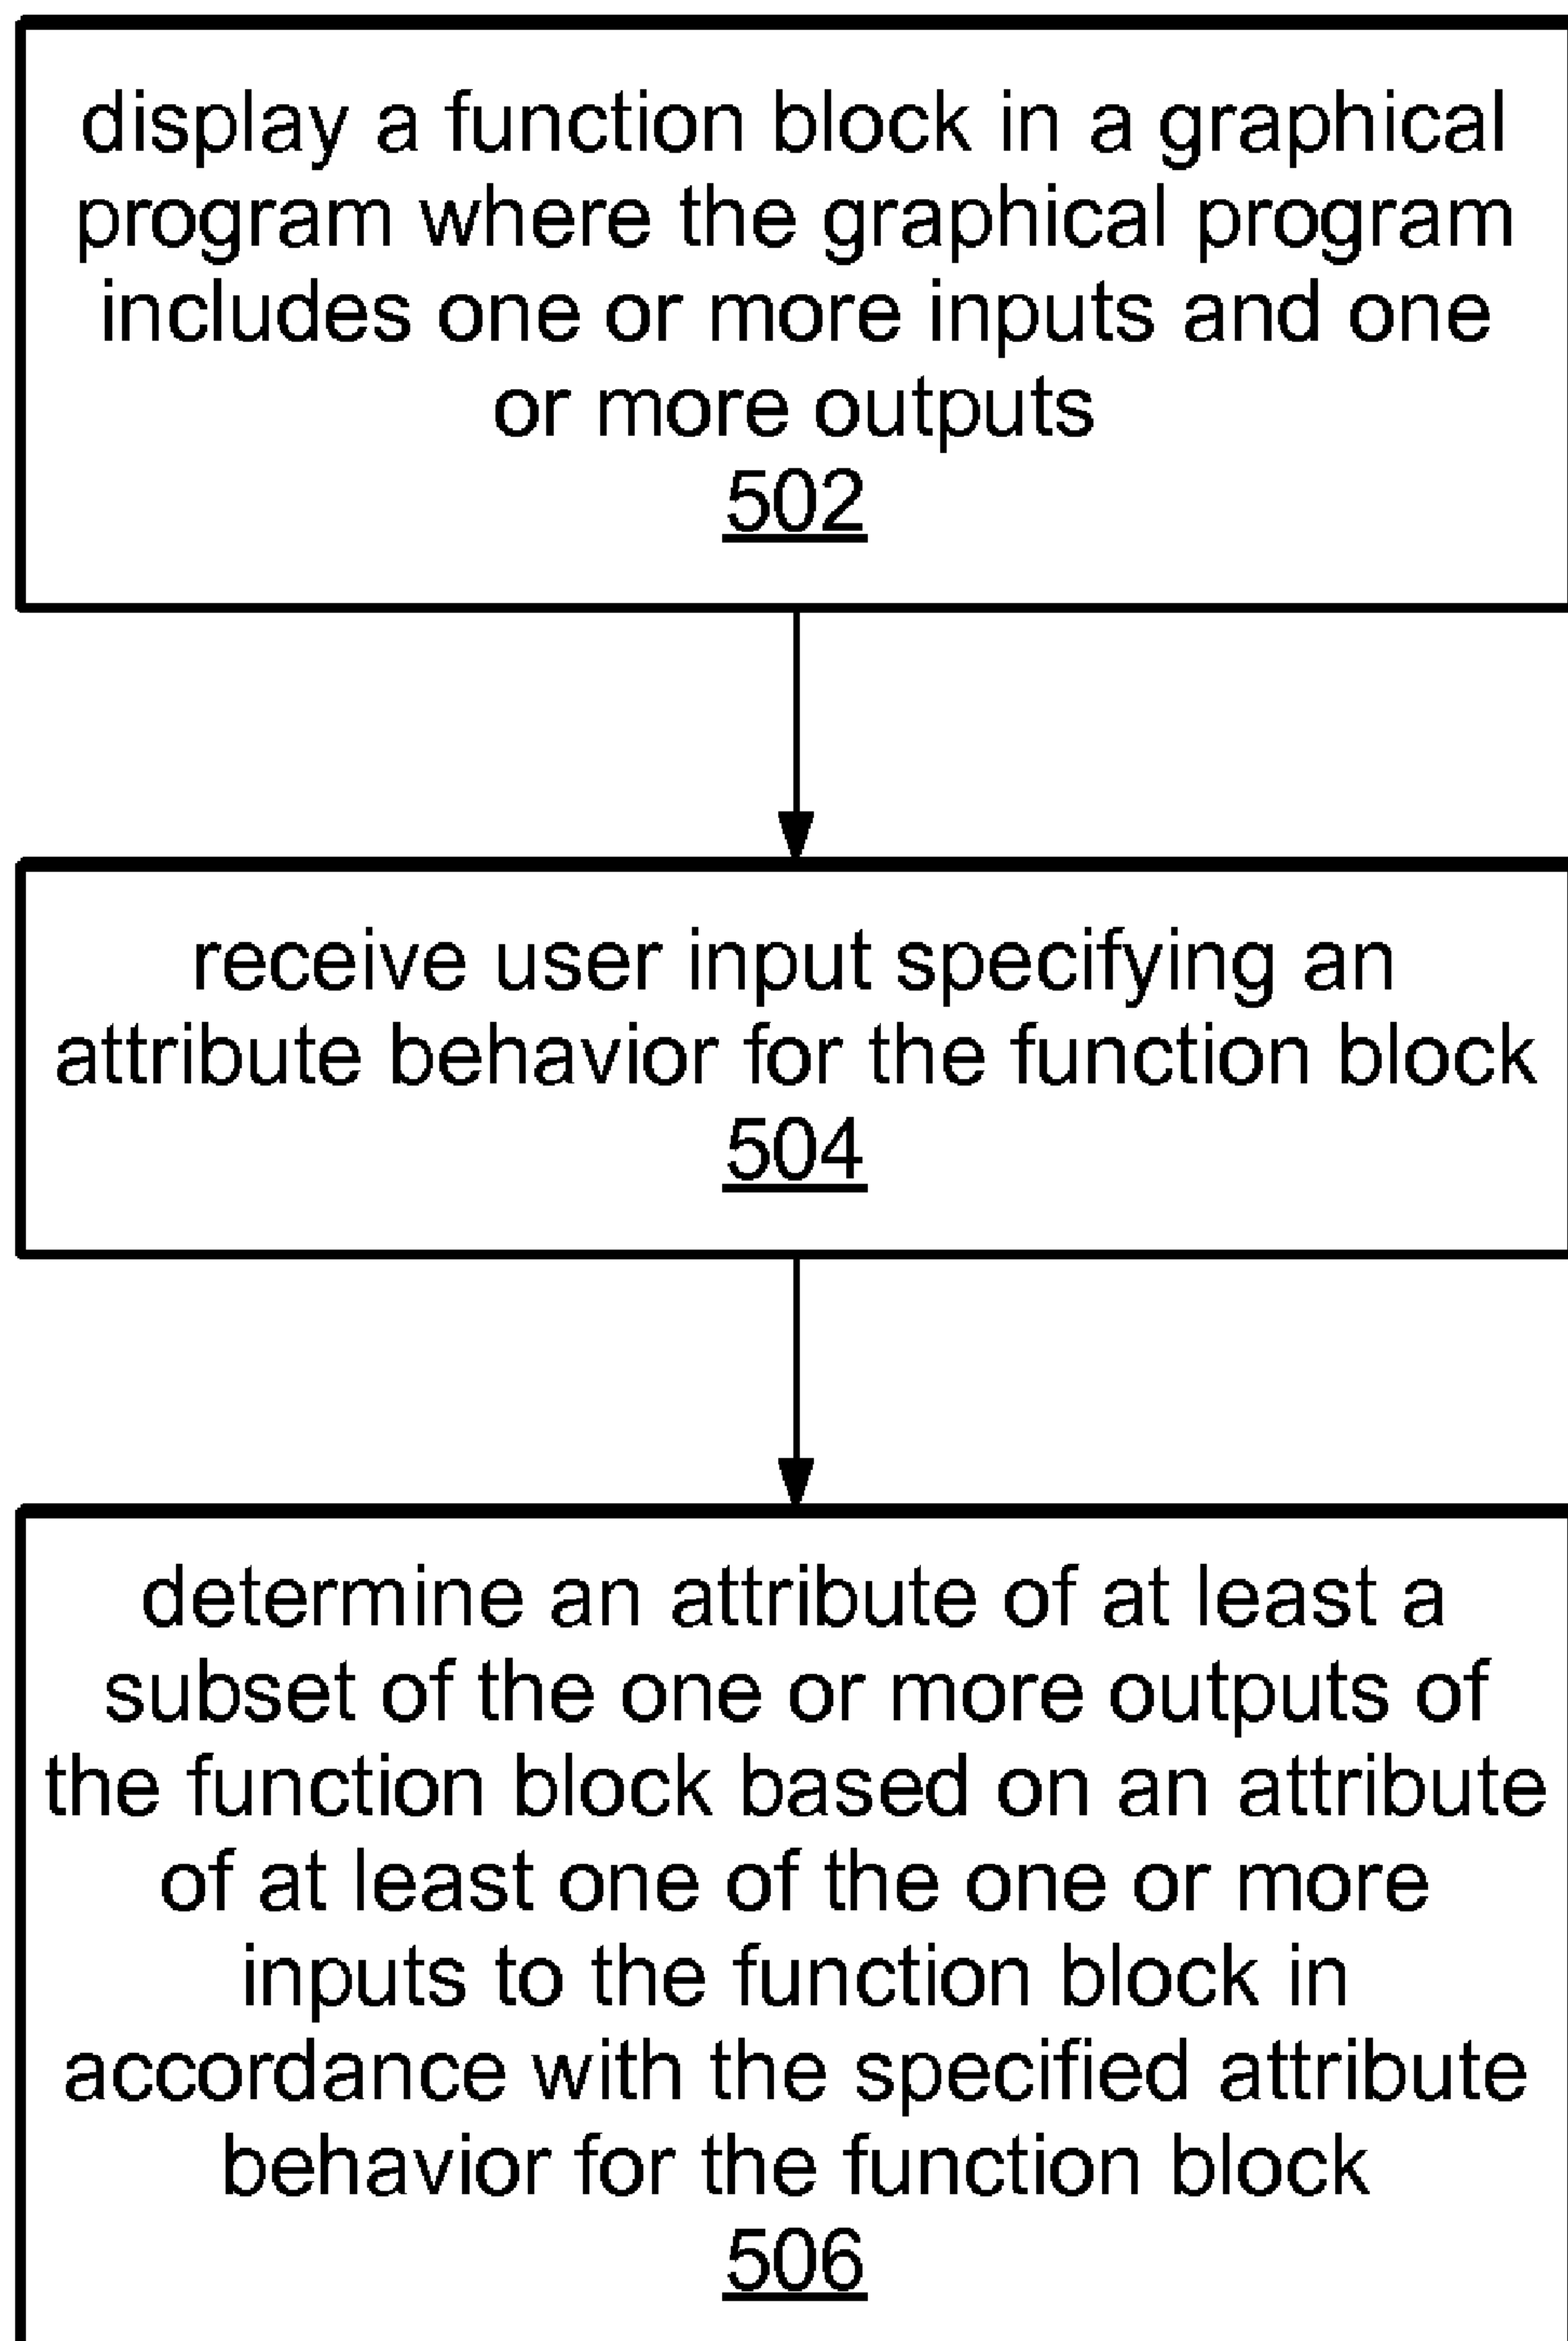 display a function block in a graphical
program where the graphical program
includes one or more inputs and one
or more outputs
502
receive user input specifying an
attribute behavior for the function block
504
determine an attribute of at least a
subset of the one or more outputs of
the function block based on an attribute
of at least one of the one or more
inputs to the function block in
accordance with the specified attribute
behavior for the function block
506